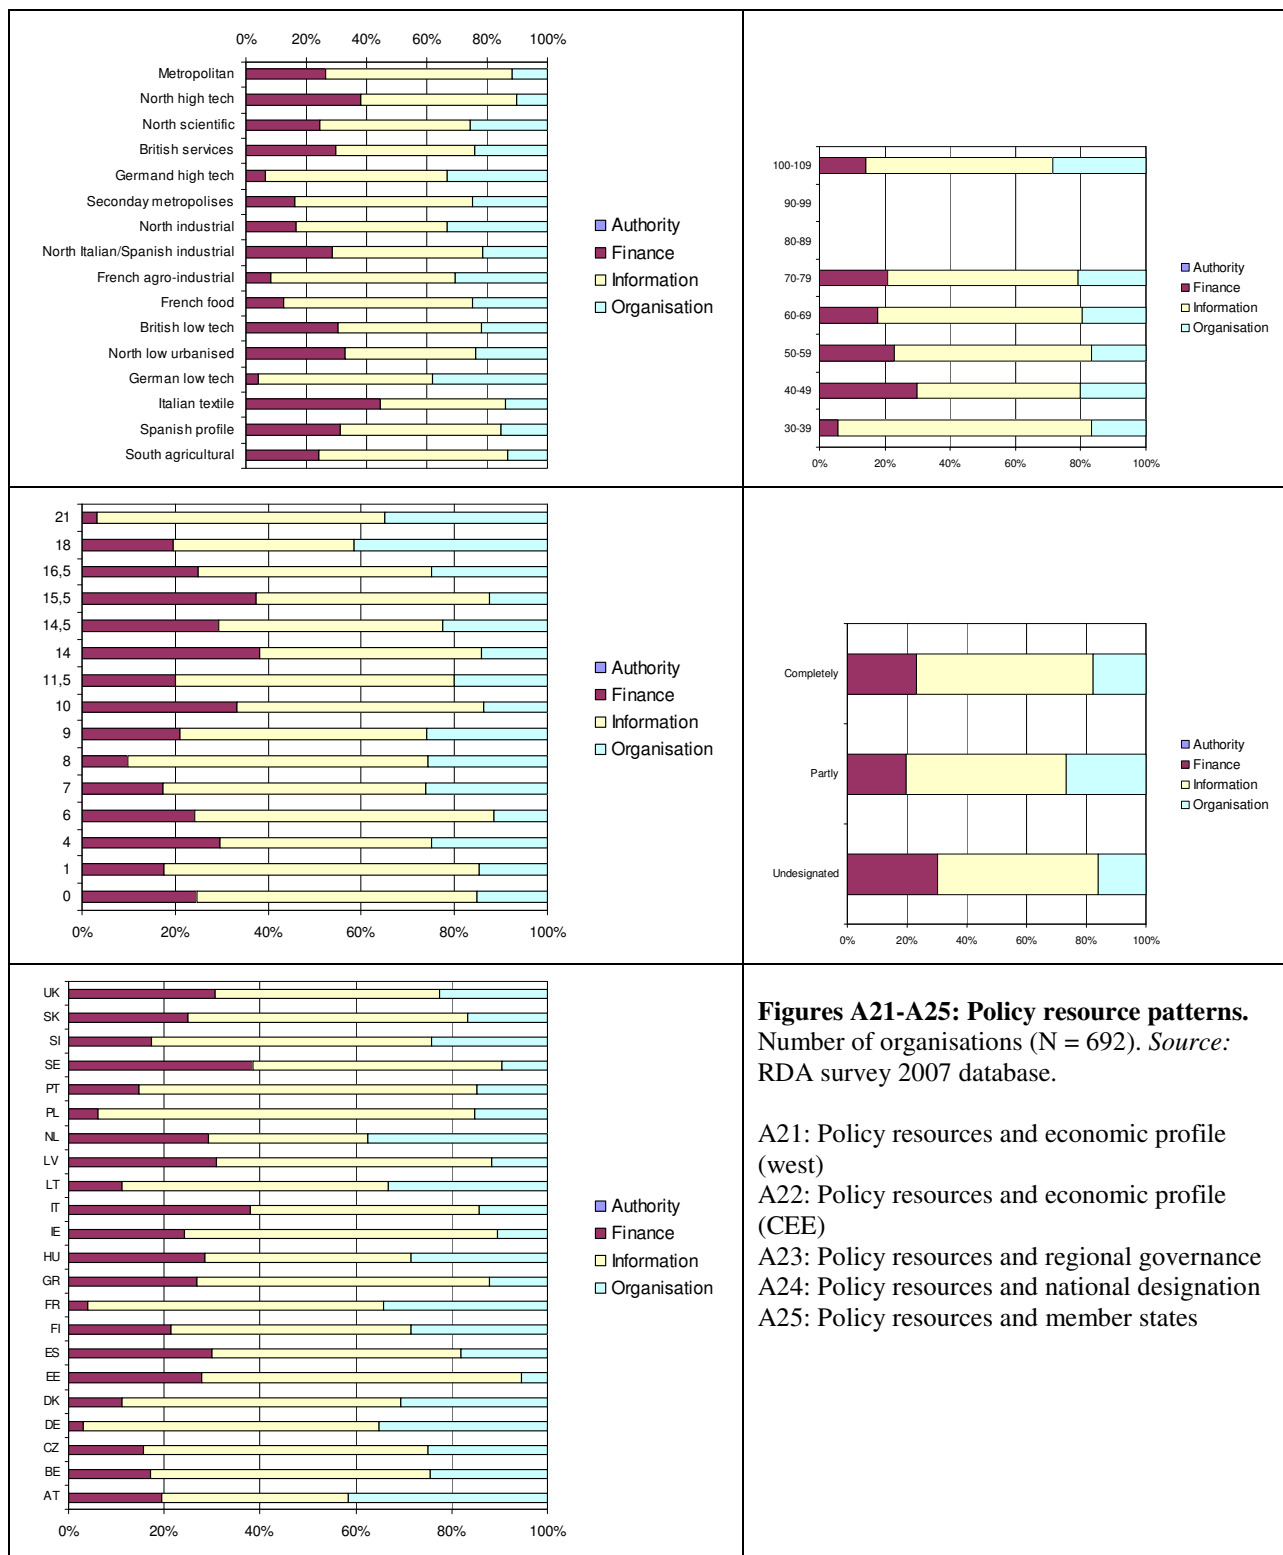 0% 20% 40% 60% 80% 100%
Metropolitan
North high tech
North scientific
British services
Germand high tech
Seconday metropolises
North industrial
North Italian/Spanish industrial
French agro-industrial
French food
British low tech
North low urbanised
German low tech
Italian textile
Spanish profile
South agricultural
Authority
Finance
Information
Organisation
100-109
90-99
80-89
70-79
60-69
50-59
40-49
30-39
0% 20% 40% 60% 80% 100%
Authority
Finance
Information
Organisation
21
18
16,5
15,5
14,5
14
11,5
10
9
8
7
6
4
1
0
0% 20% 40% 60% 80% 100%
Authority
Finance
Information
Organisation
Completely
Partly
Undesignated
0% 20% 40% 60% 80% 100%
Authority
Finance
Information
Organisation
UK
SK
SI
SE
PT
PL
NL
LV
LT
IT
IE
HU
GR
FR
FI
ES
EE
DK
DE
CZ
BE
AT
0% 20% 40% 60% 80% 100%
Authority
Finance
Information
Organisation
Figures A21-A25: Policy resource patterns.
Number of organisations (N = 692). Source:
RDA survey 2007 database.
A21: Policy resources and economic profile
(west)
A22: Policy resources and economic profile
(CEE)
A23: Policy resources and regional governance
A24: Policy resources and national designation
A25: Policy resources and member states